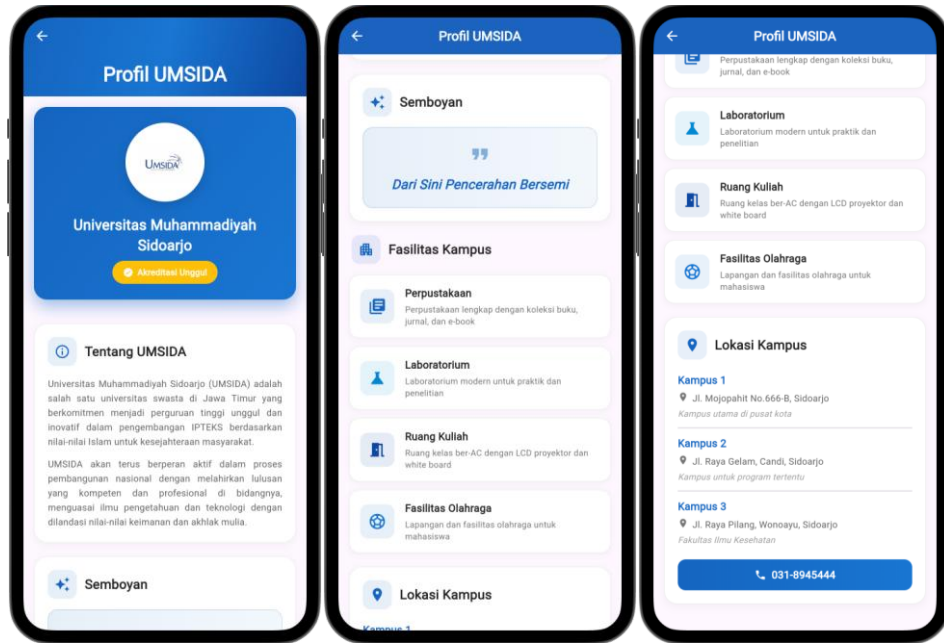 Profil UMSIDA
UMSIDA
Universitas Muhammadiyah
Sidoarjo
Akreditasi Unggul
Tentang UMSIDA
Universitas Muhammadiyah Sidoarjo (UMSIDA) adalah
salah satu universitas swasta di Jawa Timur yang
berkomitmen menjadi perguruan tinggi unggul dan
inovatif dalam pengembangan IPTEKS berdasarkan
nilai-nilai Islam untuk kesejahteraan masyarakat.
UMSIDA akan terus berperan aktif dalam proses
pembangunan nasional dengan melahirkan lulusan
yang kompeten dan profesional di bidangnya,
menguasai ilmu pengetahuan dan teknologi dengan
dilandasi nilai-nilai keimanan dan akhlak mulia.
Semboyan
Profil UMSIDA
Semboyan
Dari Sini Pencerahan Bersemi
Fasilitas Kampus
Perpustakaan
Perpustakaan lengkap dengan koleksi buku,
jurnal, dan e-book
Laboratorium
Laboratorium modern untuk praktik dan
penelitian
Ruang Kuliah
Ruang kelas ber-AC dengan LCD proyektor dan
white board
Fasilitas Olahraga
Lapangan dan fasilitas olahraga untuk
mahasiswa
Lokasi Kampus
Kampus 1
Profil UMSIDA
Perpustakaan lengkap dengan koleksi buku,
jurnal, dan e-book
Laboratorium
Laboratorium modern untuk praktik dan
penelitian
Ruang Kuliah
Ruang kelas ber-AC dengan LCD proyektor dan
white board
Fasilitas Olahraga
Lapangan dan fasilitas olahraga untuk
mahasiswa
Lokasi Kampus
Kampus 1
Jl. Mojopahit No.666-B, Sidoarjo
Kampus utama di pusat kota
Kampus 2
Jl. Raya Gelam, Candi, Sidoarjo
Kampus untuk program tertentu
Kampus 3
Jl. Raya Pilang, Wonoayu, Sidoarjo
Fakultas Ilmu Kesehatan
031-8945444